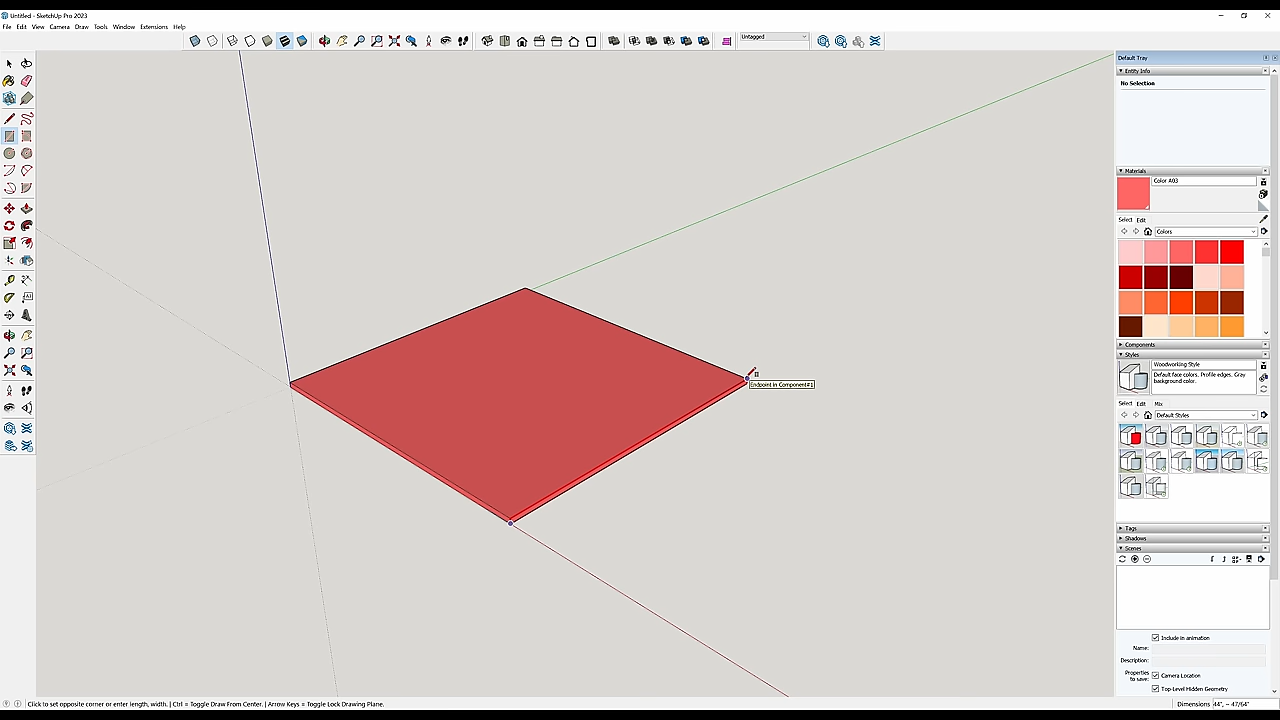 Untitled - SketchUp Pro 2023
File Edit View Camera Draw Tools Window Extensions Help
Untagged
Default Tray
Entity Info
No Selection
Materials
Color A03
Select Edit
Colors
Components
Styles
Woodworking Style
Default face colors. Profile edges. Gray
background color.
Select Edit Mix
Default Styles
Tags
Shadows
Scenes
Include in animation
Name:
Description:
Properties
to save:
Camera Location
Top-Level Hidden Geometry
Endpoint in Component#1
Click to set opposite corner or enter length, width. | Ctrl = Toggle Draw From Center. | Arrow Keys = Toggle Lock Drawing Plane.
Dimensions 44", ~ 47/64"